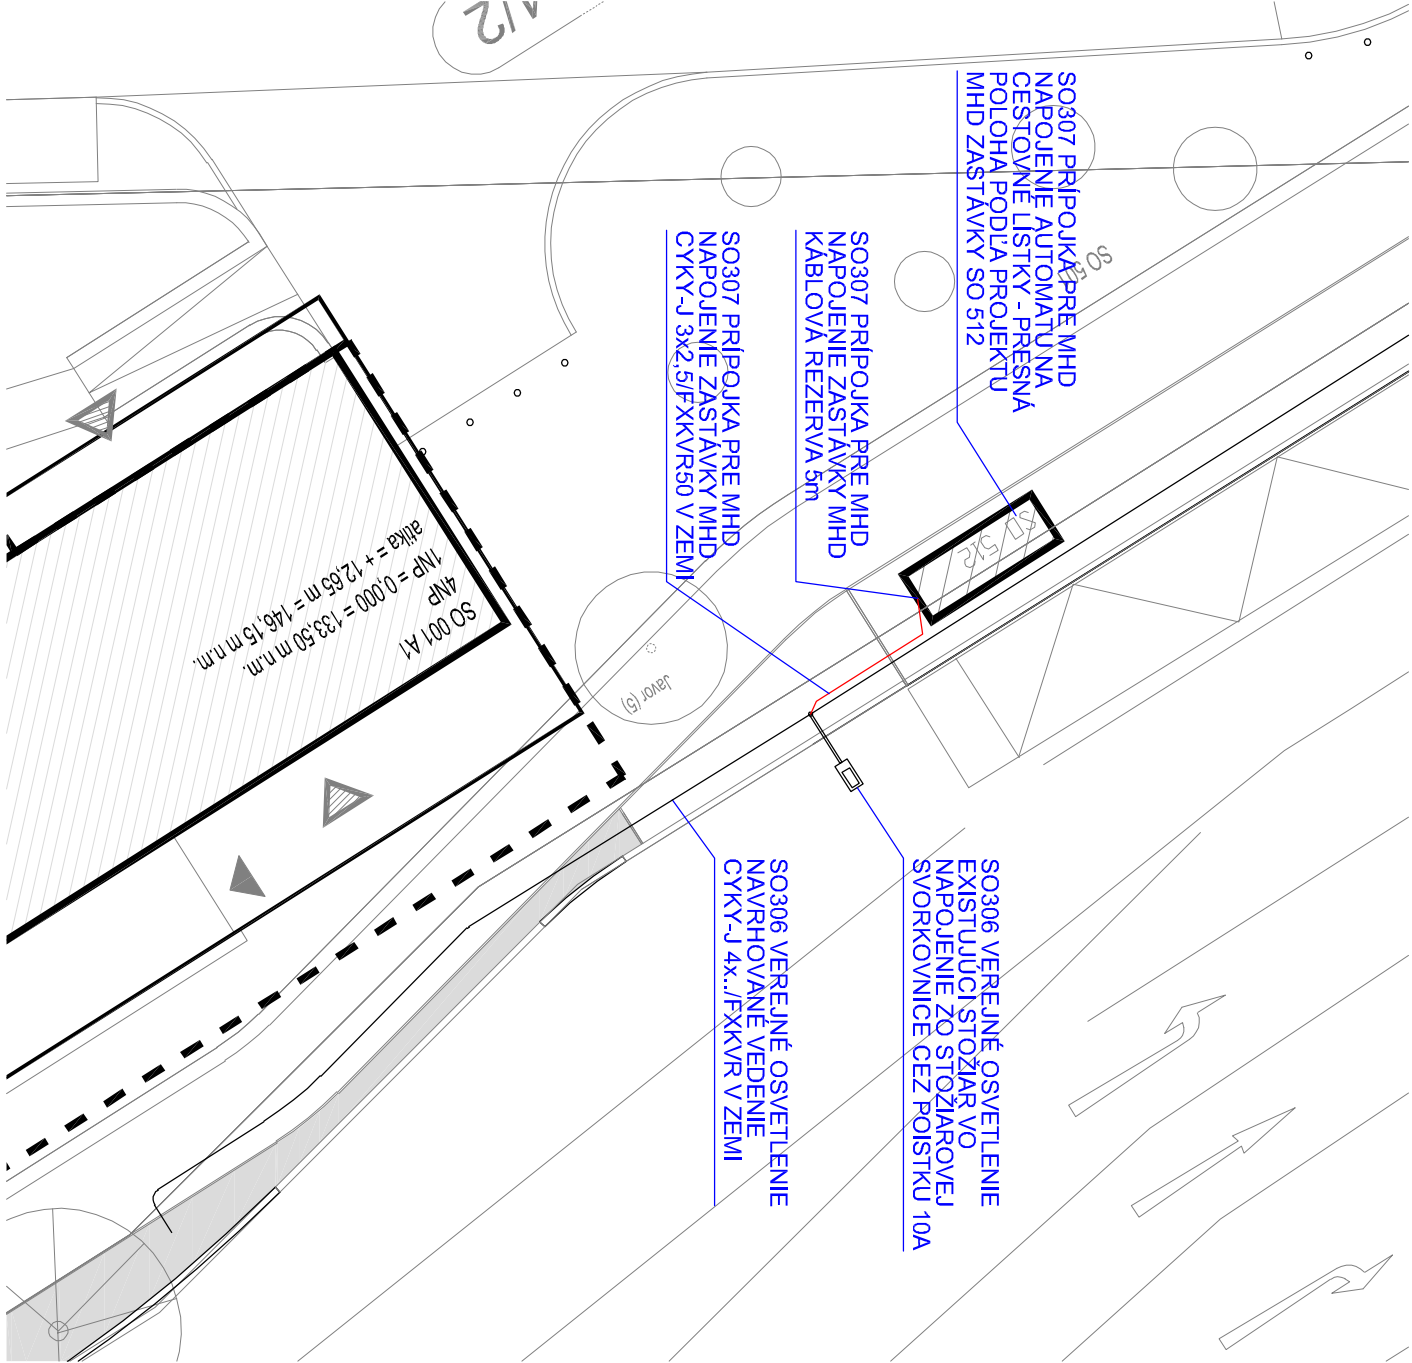 1/2
SO307 PRÍPOJKA PRE MHD
NAPOJENIE AUTOMATU NA
CESTOVNÉ LÍSTKY - PRESNÁ
POLOHA PODĽA PROJEKTU
MHD ZASTÁVKY SO 512
SO 50
SO307 PRÍPOJKA PRE MHD
NAPOJENIE ZASTÁVKY MHD
KÁBLOVÁ REZERVA 5m
SO307 PRÍPOJKA PRE MHD
NAPOJENIE ZASTÁVKY MHD
CYKY-J 3x2,5/FXKVR50 V ZEMI
SO 512
SO 001 A1
4NP
1NP = 0,000 = 133,50 m n.m.
atika = + 12,65 m = 146,15 m n.m.
Javor (5)
SO306 VEREJNÉ OSVETLENIE
EXISTUJÚCI STOŽIAR VO
NAPOJENIE ZO STOŽIAROVEJ
SVORKOVNICE CEZ POISTKU 10A
SO306 VEREJNÉ OSVETLENIE
NAVRHOVANÉ VEDENIE
CYKY-J 4x../FXKVR V ZEMI